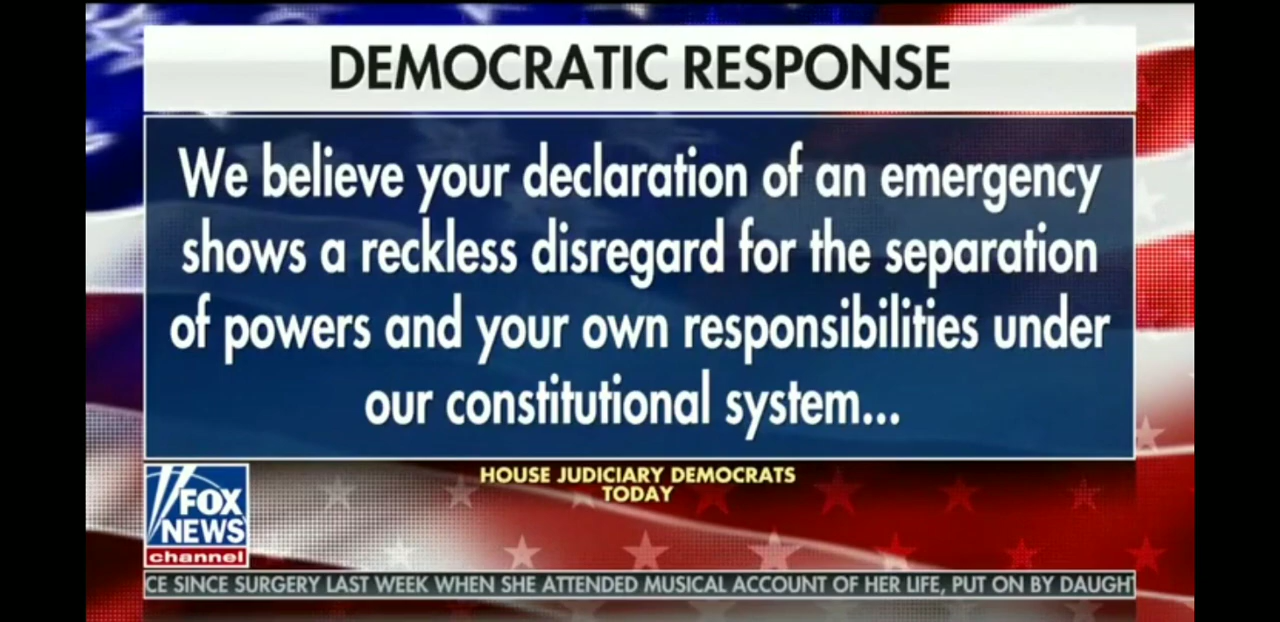 DEMOCRATIC RESPONSE
We believe your declaration of an emergency
shows a reckless disregard for the separation
of powers and your own responsibilities under
our constitutional system...
HOUSE JUDICIARY DEMOCRATS
TODAY
FOX
NEWS
channel
CE SINCE SURGERY LAST WEEK WHEN SHE ATTENDED MUSICAL ACCOUNT OF HER LIFE, PUT ON BY DAUGH